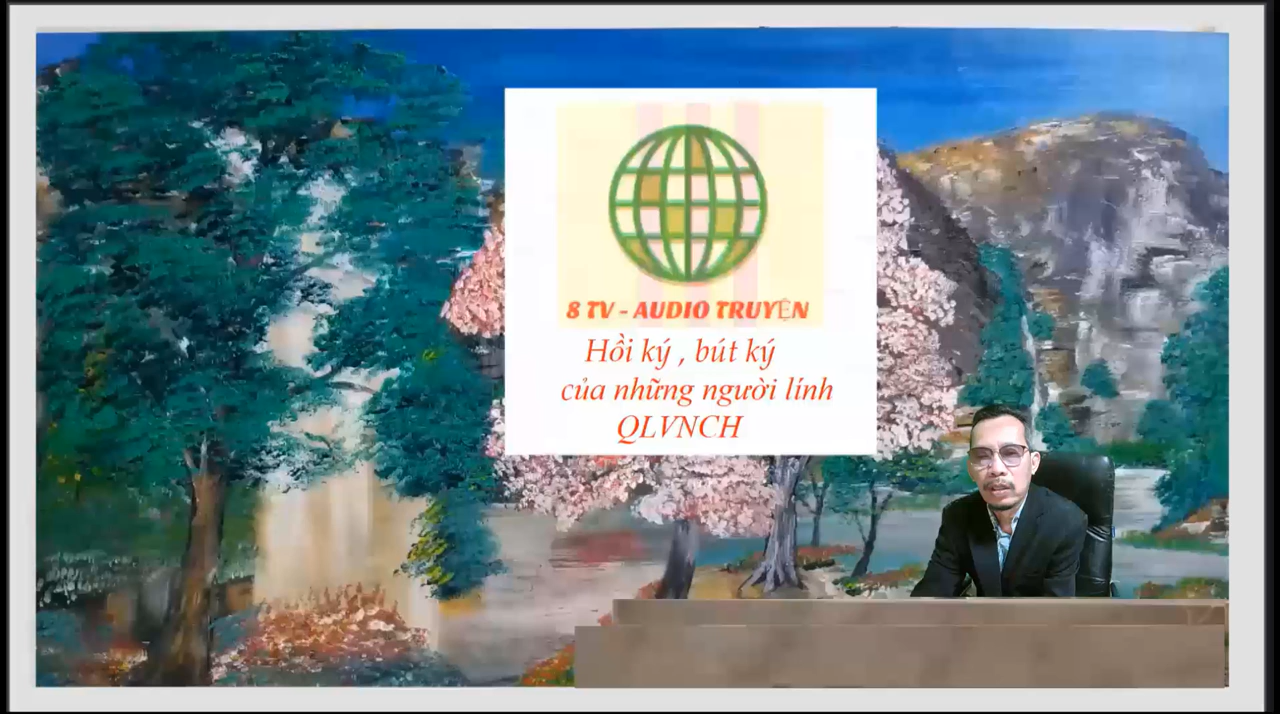 8 TV - AUDIO TRUYỆN
Hồi ký , bút ký
của những người lính
QLVNCH